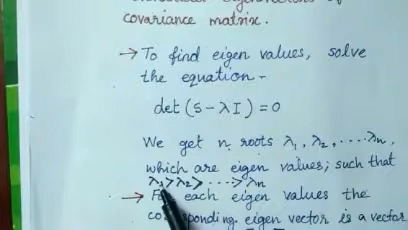 covariance matrix.
→ To find eigen values, solve
the equation -
det (S - λI) = 0
We get n roots λ₁, λ₂, ..... λn,
which are eigen values; such that
λ₁ > λ₂ > ..... > λn
→ each eigen values the
eigen vector is a vector